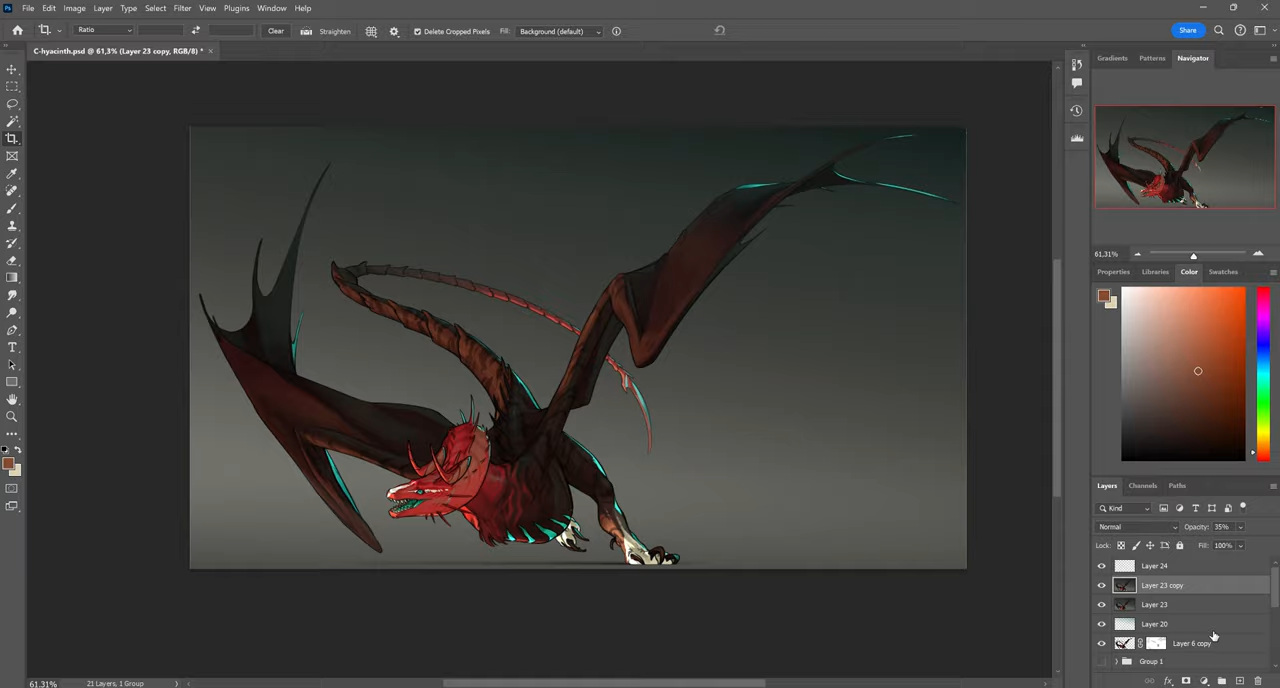 Ps File Edit Image Layer Type Select Filter View Plugins Window Help
Ratio Clear Straighten Delete Cropped Pixels Fill: Background (default) Share
C-hyacinth.psd @ 61,3% (Layer 23 copy, RGB/8) *
Gradients Patterns Navigator
61,31%
Properties Libraries Color Swatches
Layers Channels Paths
Kind
Normal Opacity: 35%
Lock: Fill: 100%
Layer 24
Layer 23 copy
Layer 23
Layer 20
Layer 6 copy
Group 1
61,31% 21 Layers, 1 Group